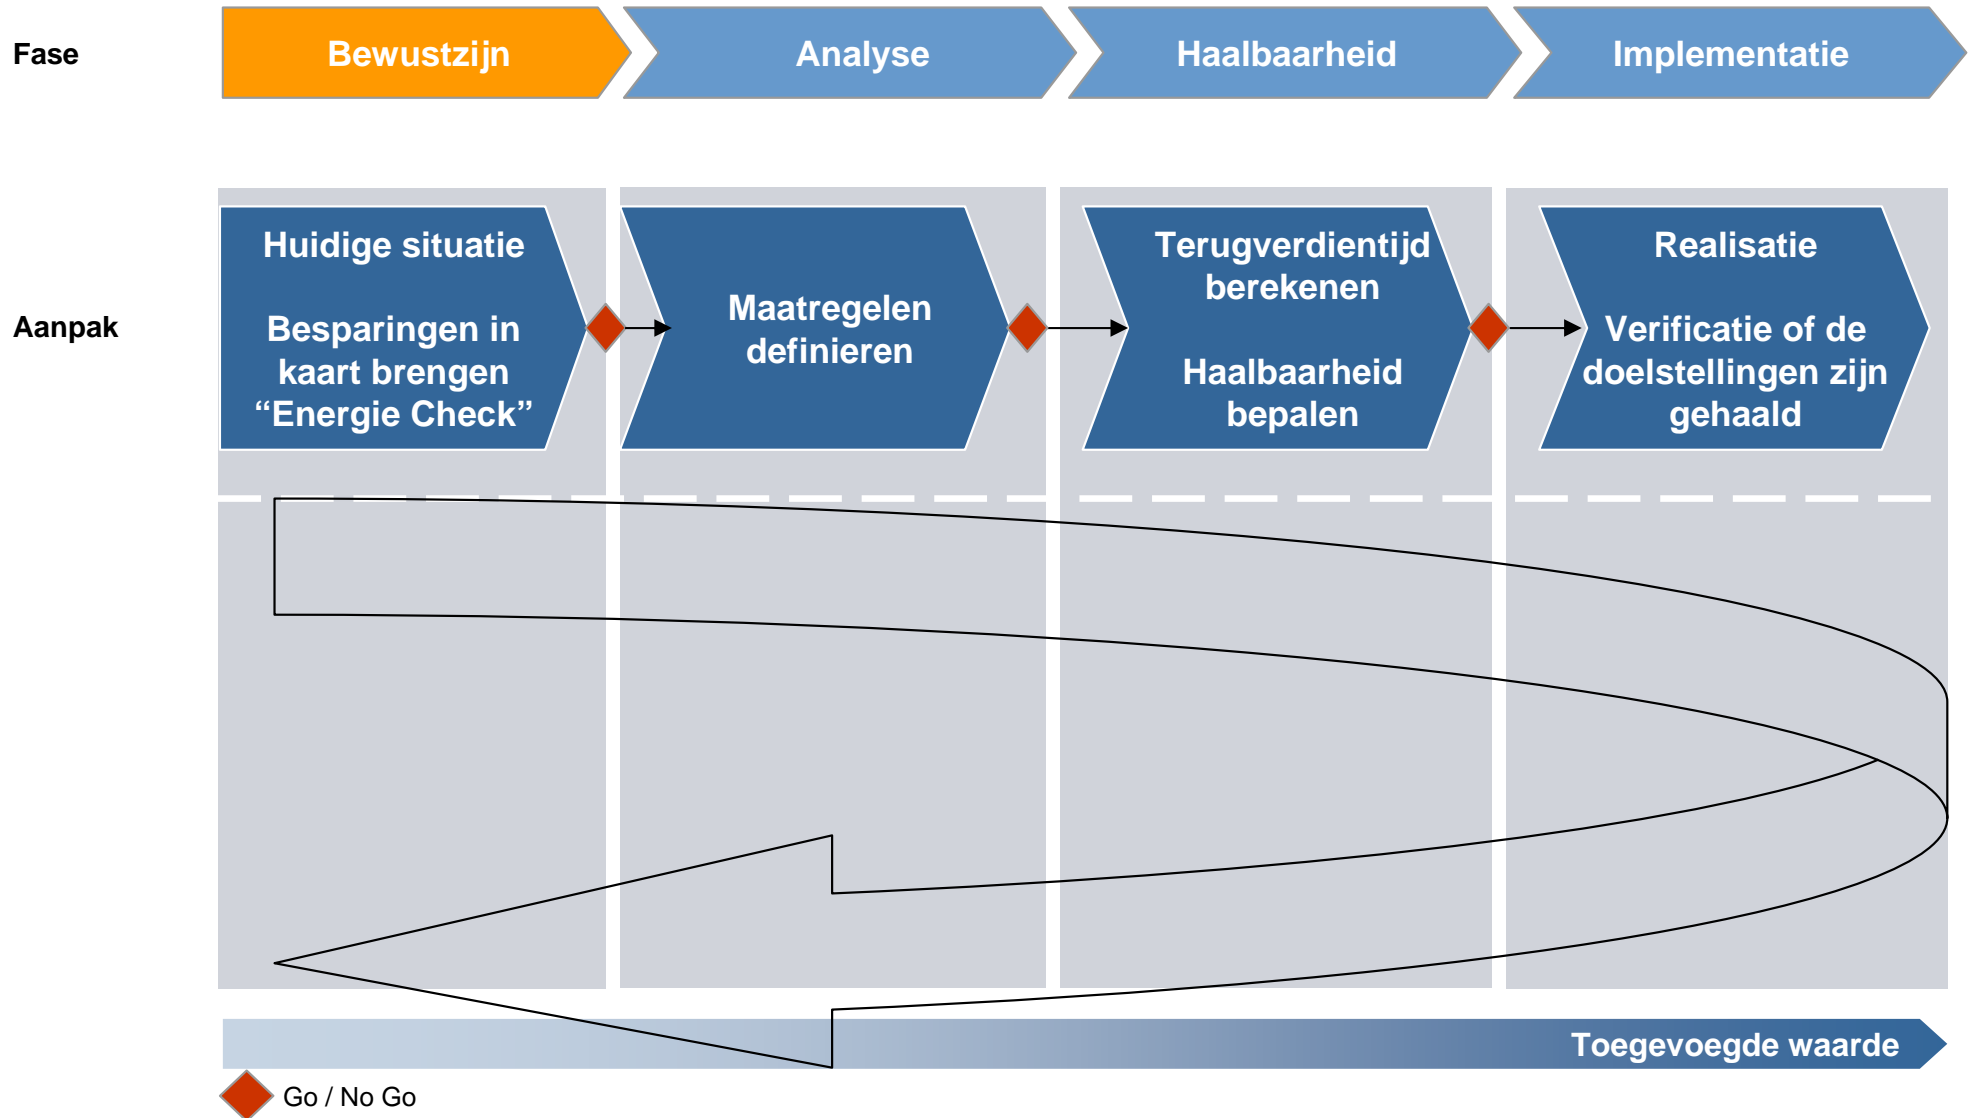 Fase
Bewustzijn
Analyse
Haalbaarheid
Implementatie
Aanpak
Huidige situatie
Besparingen in
kaart brengen
“Energie Check”
Maatregelen
definieren
Terugverdientijd
berekenen
Haalbaarheid
bepalen
Realisatie
Verificatie of de
doelstellingen zijn
gehaald
Toegevoegde waarde
Go / No Go